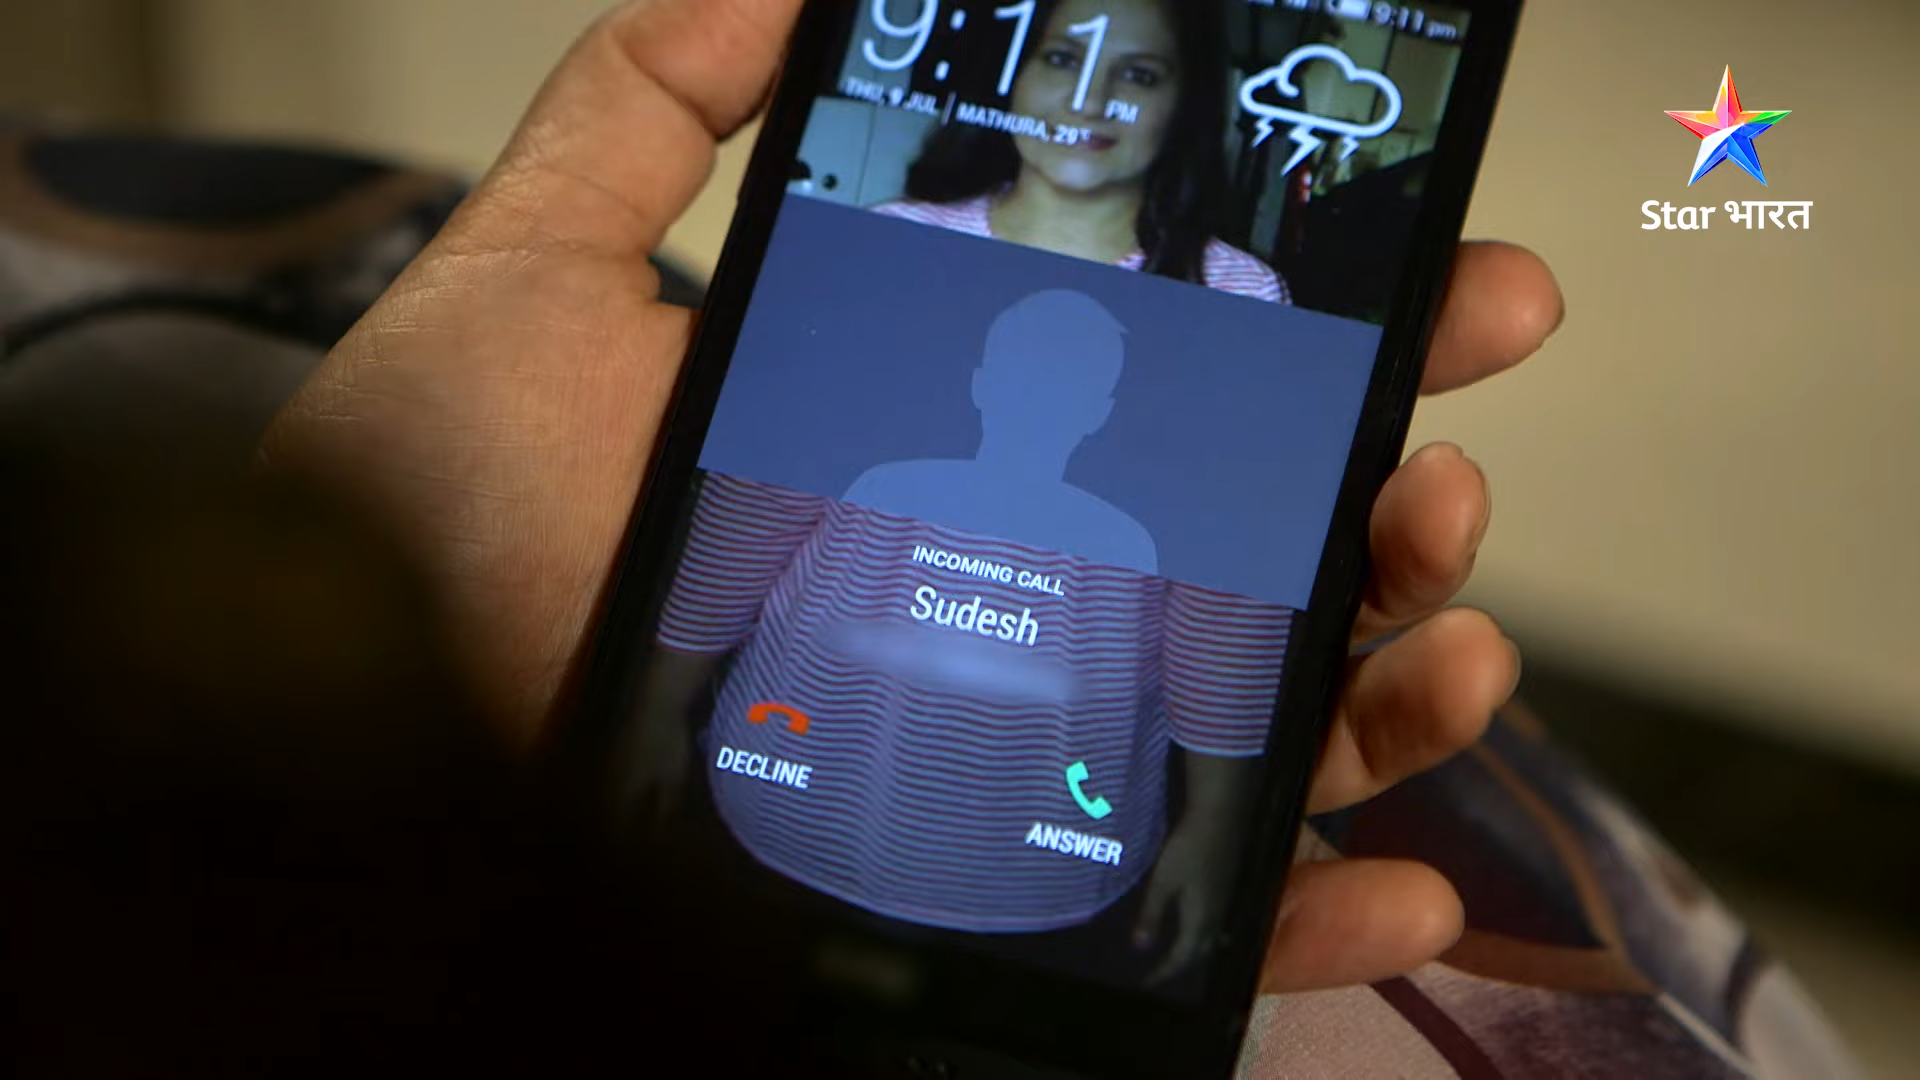 9:11 pm
9:11 PM
THU, 9 JUL | MATHURA, 29°
Star भारत
INCOMING CALL
Sudesh
DECLINE
ANSWER